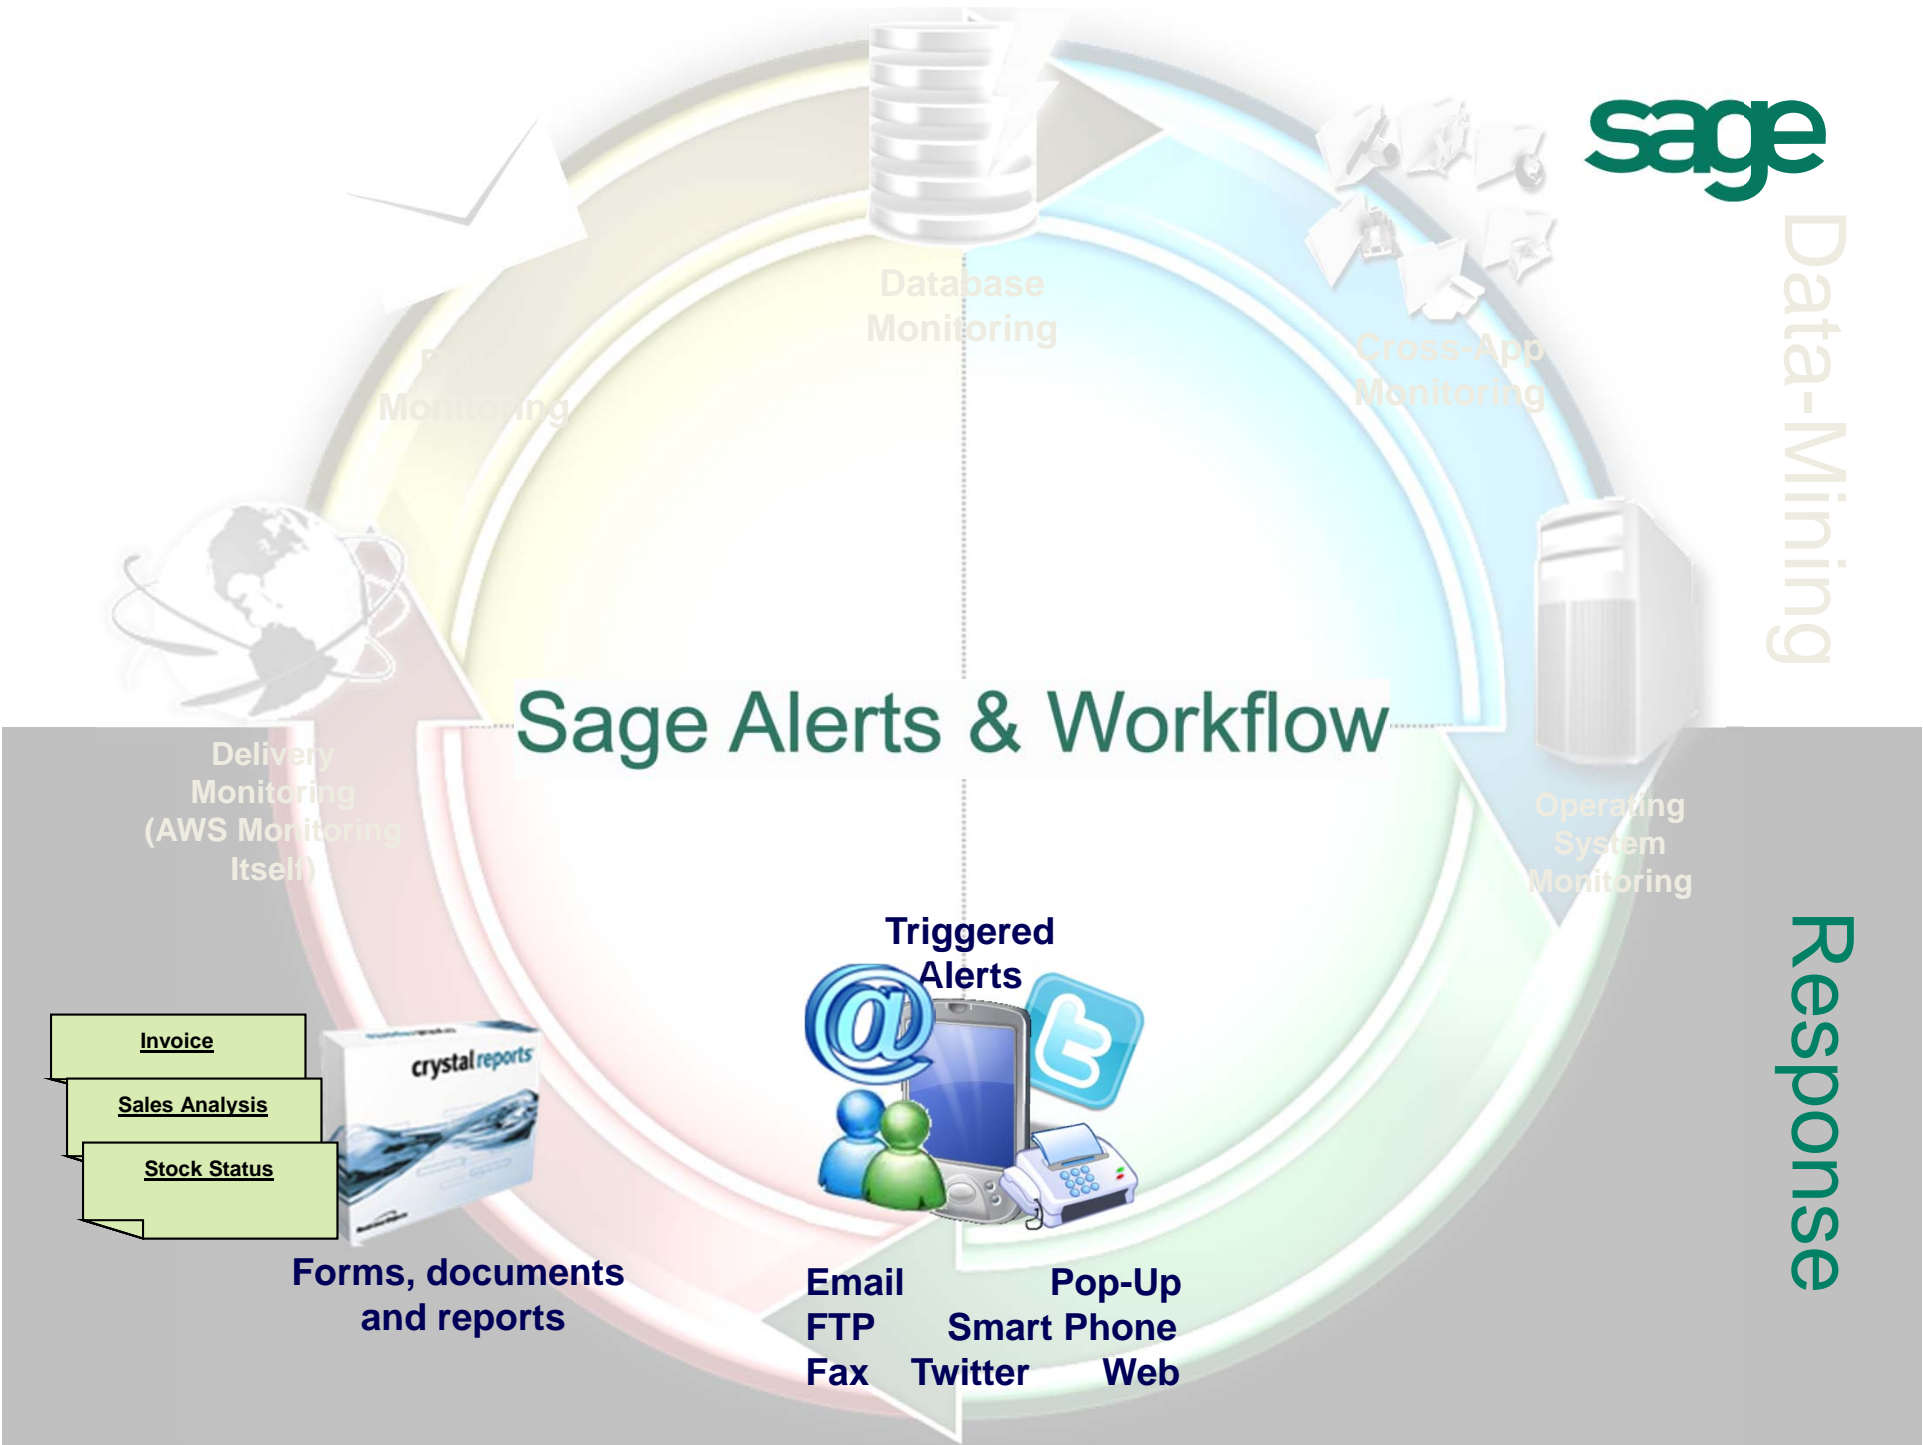 sage
Data-Mining
Database
Monitoring
Cross-App
Monitoring
Monitoring
Sage Alerts & Workflow
Delivery
Monitoring
(AWS Monitoring
Itself)
Operating
System
Monitoring
Response
Triggered
Alerts
Invoice
Sales Analysis
Stock Status
crystal reports
Forms, documents
and reports
Email Pop-Up
FTP Smart Phone
Fax Twitter Web